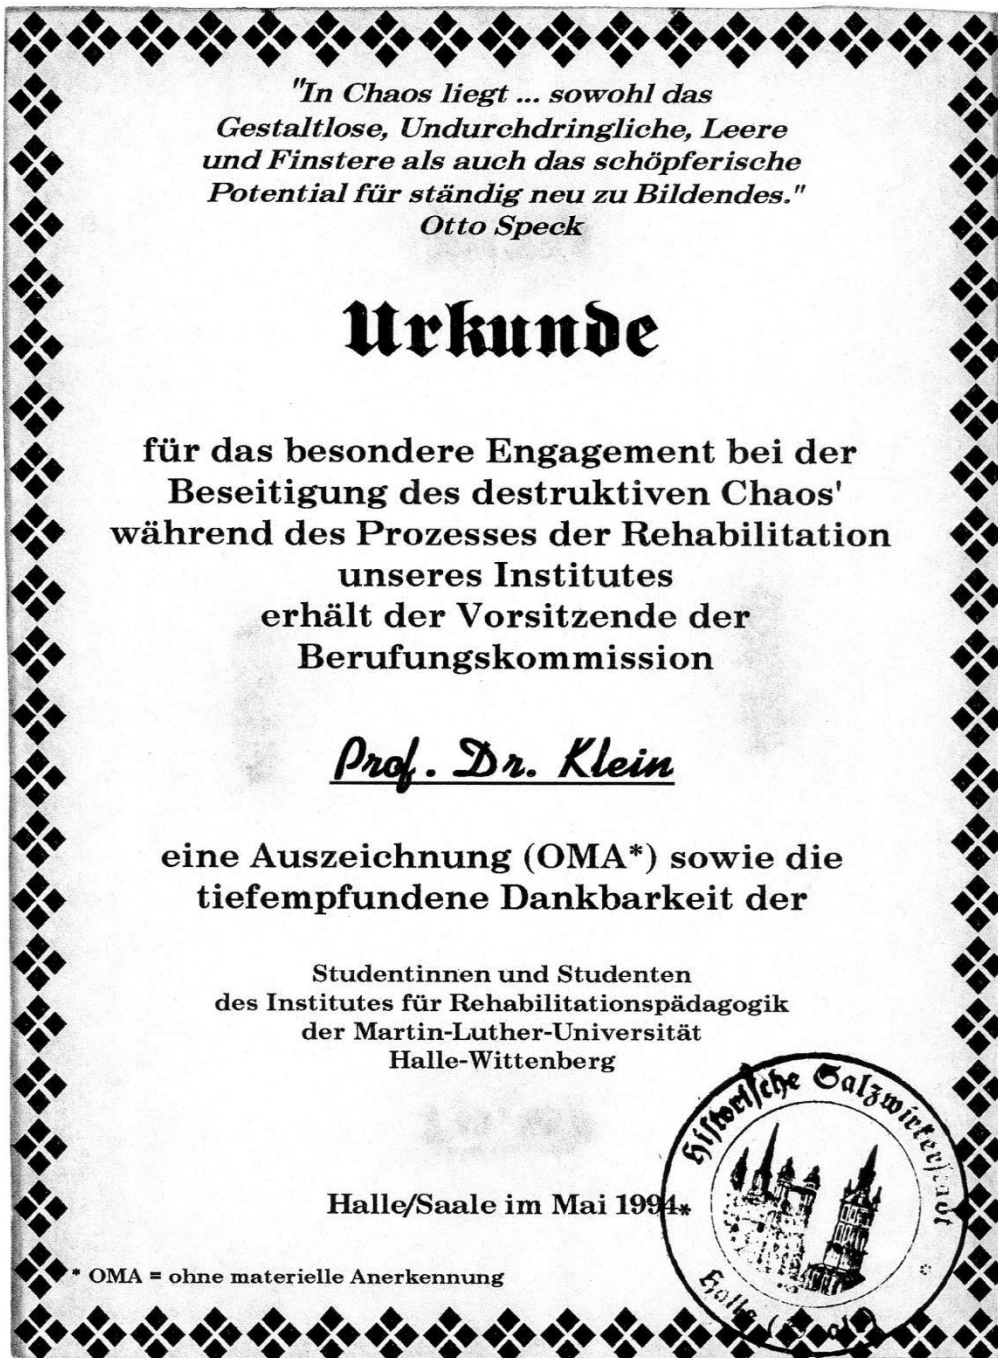 "In Chaos liegt ... sowohl das
Gestaltlose, Undurchdringliche, Leere
und Finstere als auch das schöpferische
Potential für ständig neu zu Bildendes."
Otto Speck
Urkunde
für das besondere Engagement bei der
Beseitigung des destruktiven Chaos'
während des Prozesses der Rehabilitation
unseres Institutes
erhält der Vorsitzende der
Berufungskommission
Prof. Dr. Klein
eine Auszeichnung (OMA*) sowie die
tiefempfundene Dankbarkeit der
Studentinnen und Studenten
des Institutes für Rehabilitationspädagogik
der Martin-Luther-Universität
Halle-Wittenberg
Halle/Saale im Mai 1994
* OMA = ohne materielle Anerkennung
Historische Salzwirkerstadt
Halle